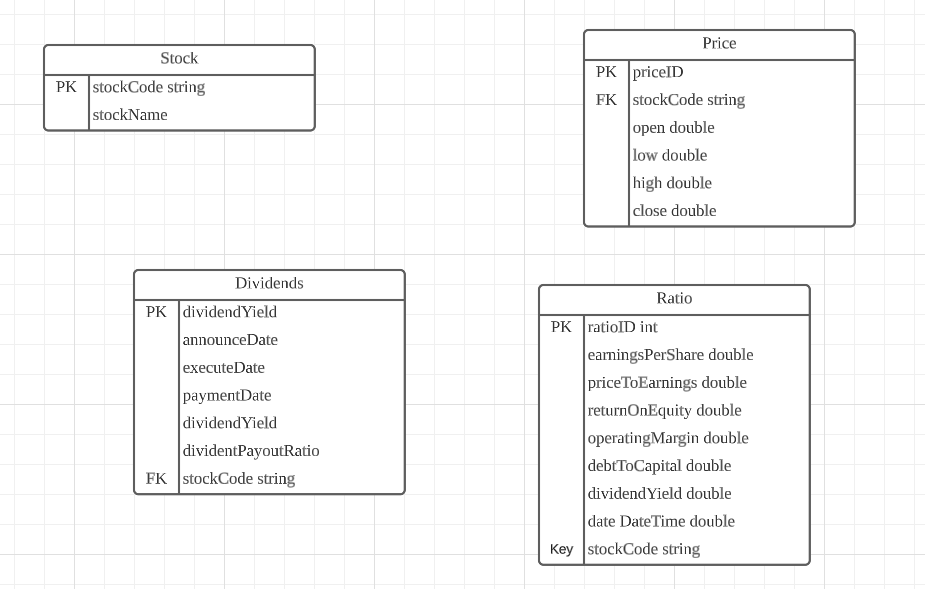 Stock
PK stockCode string
stockName
Price
PK priceID
FK stockCode string
open double
low double
high double
close double
Dividends
PK dividendYield
announceDate
executeDate
paymentDate
dividendYield
dividentPayoutRatio
FK stockCode string
Ratio
PK ratioID int
earningsPerShare double
priceToEarnings double
returnOnEquity double
operatingMargin double
debtToCapital double
dividendYield double
date DateTime double
Key stockCode string